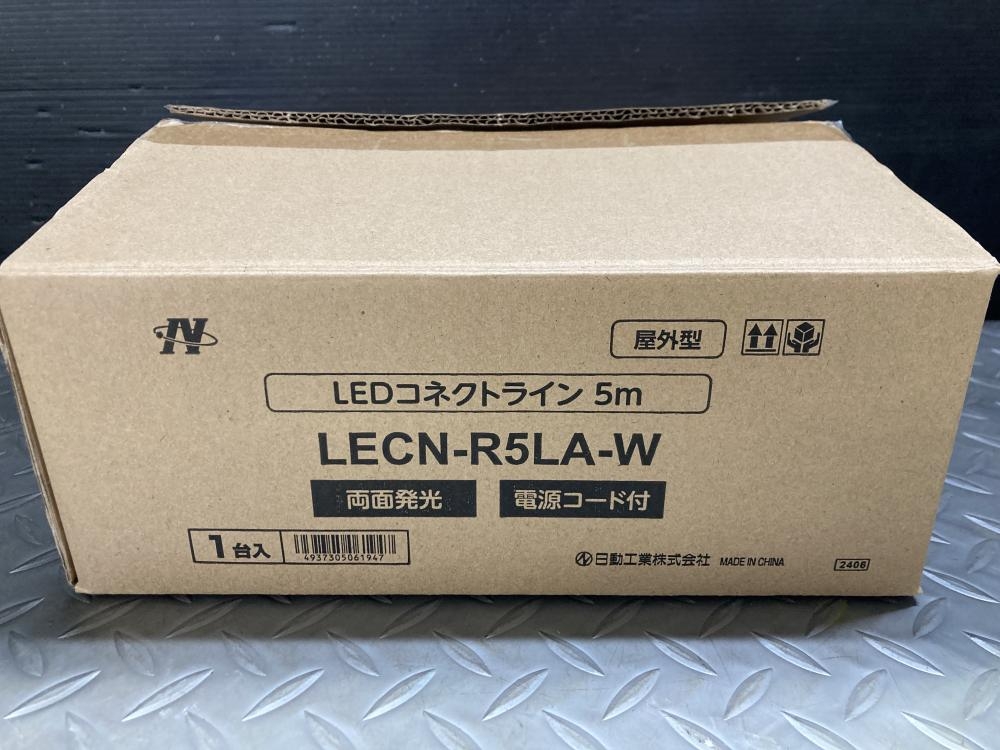 N
屋外型
LEDコネクトライン 5m
LECN-R5LA-W
両面発光 電源コード付
1台入 4937305061947
N 日動工業株式会社 MADE IN CHINA 2406